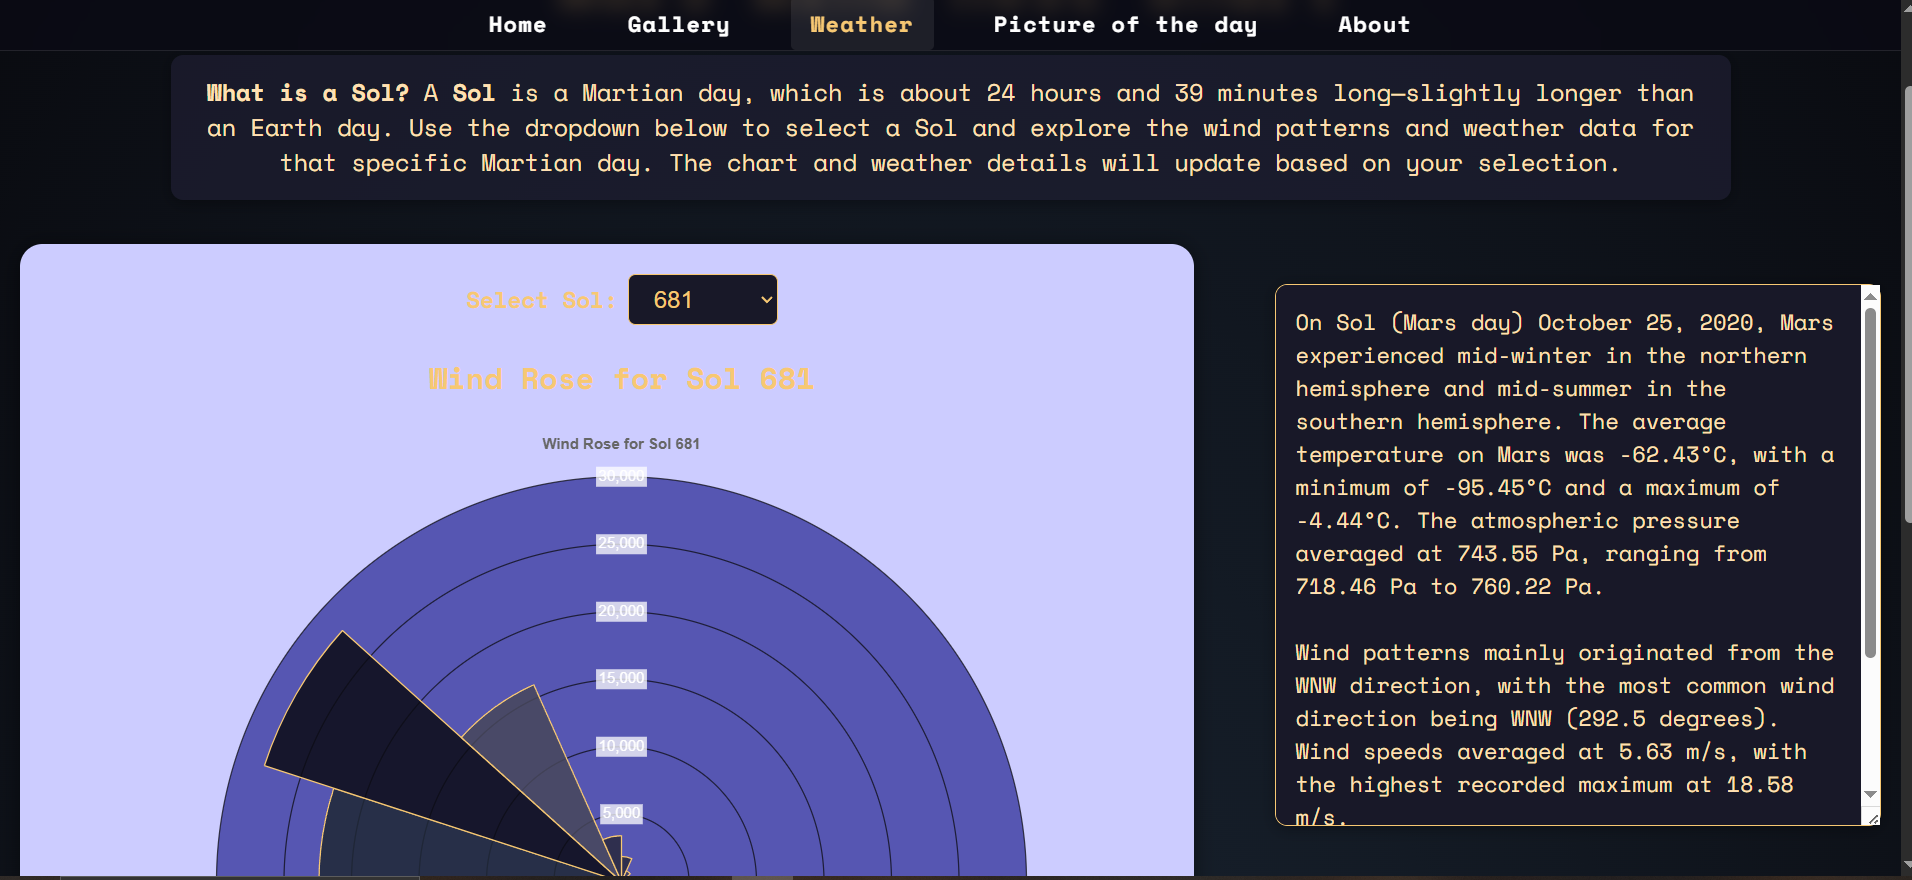 Home Gallery Weather Picture of the day About
What is a Sol? A Sol is a Martian day, which is about 24 hours and 39 minutes long—slightly longer than
an Earth day. Use the dropdown below to select a Sol and explore the wind patterns and weather data for
that specific Martian day. The chart and weather details will update based on your selection.
Select Sol: 681
Wind Rose for Sol 681
Wind Rose for Sol 681
30,000
25,000
20,000
15,000
10,000
5,000
On Sol (Mars day) October 25, 2020, Mars
experienced mid-winter in the northern
hemisphere and mid-summer in the
southern hemisphere. The average
temperature on Mars was -62.43°C, with a
minimum of -95.45°C and a maximum of
-4.44°C. The atmospheric pressure
averaged at 743.55 Pa, ranging from
718.46 Pa to 760.22 Pa.
Wind patterns mainly originated from the
WNW direction, with the most common wind
direction being WNW (292.5 degrees).
Wind speeds averaged at 5.63 m/s, with
the highest recorded maximum at 18.58
m/s.